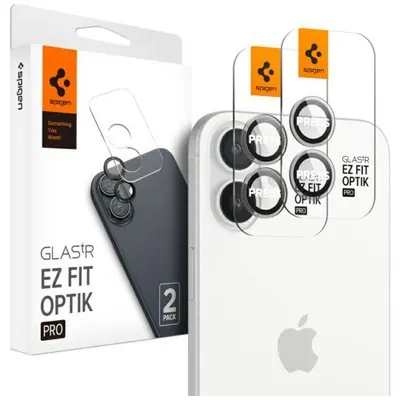 spigen
Something
You Want!
GLAS.tR
EZ FIT
OPTIK
PRO
2
PACK
spigen
spigen
PRESS
PRESS
PRESS
PRESS
GLAS.tR
EZ FIT
OPTIK
PRO